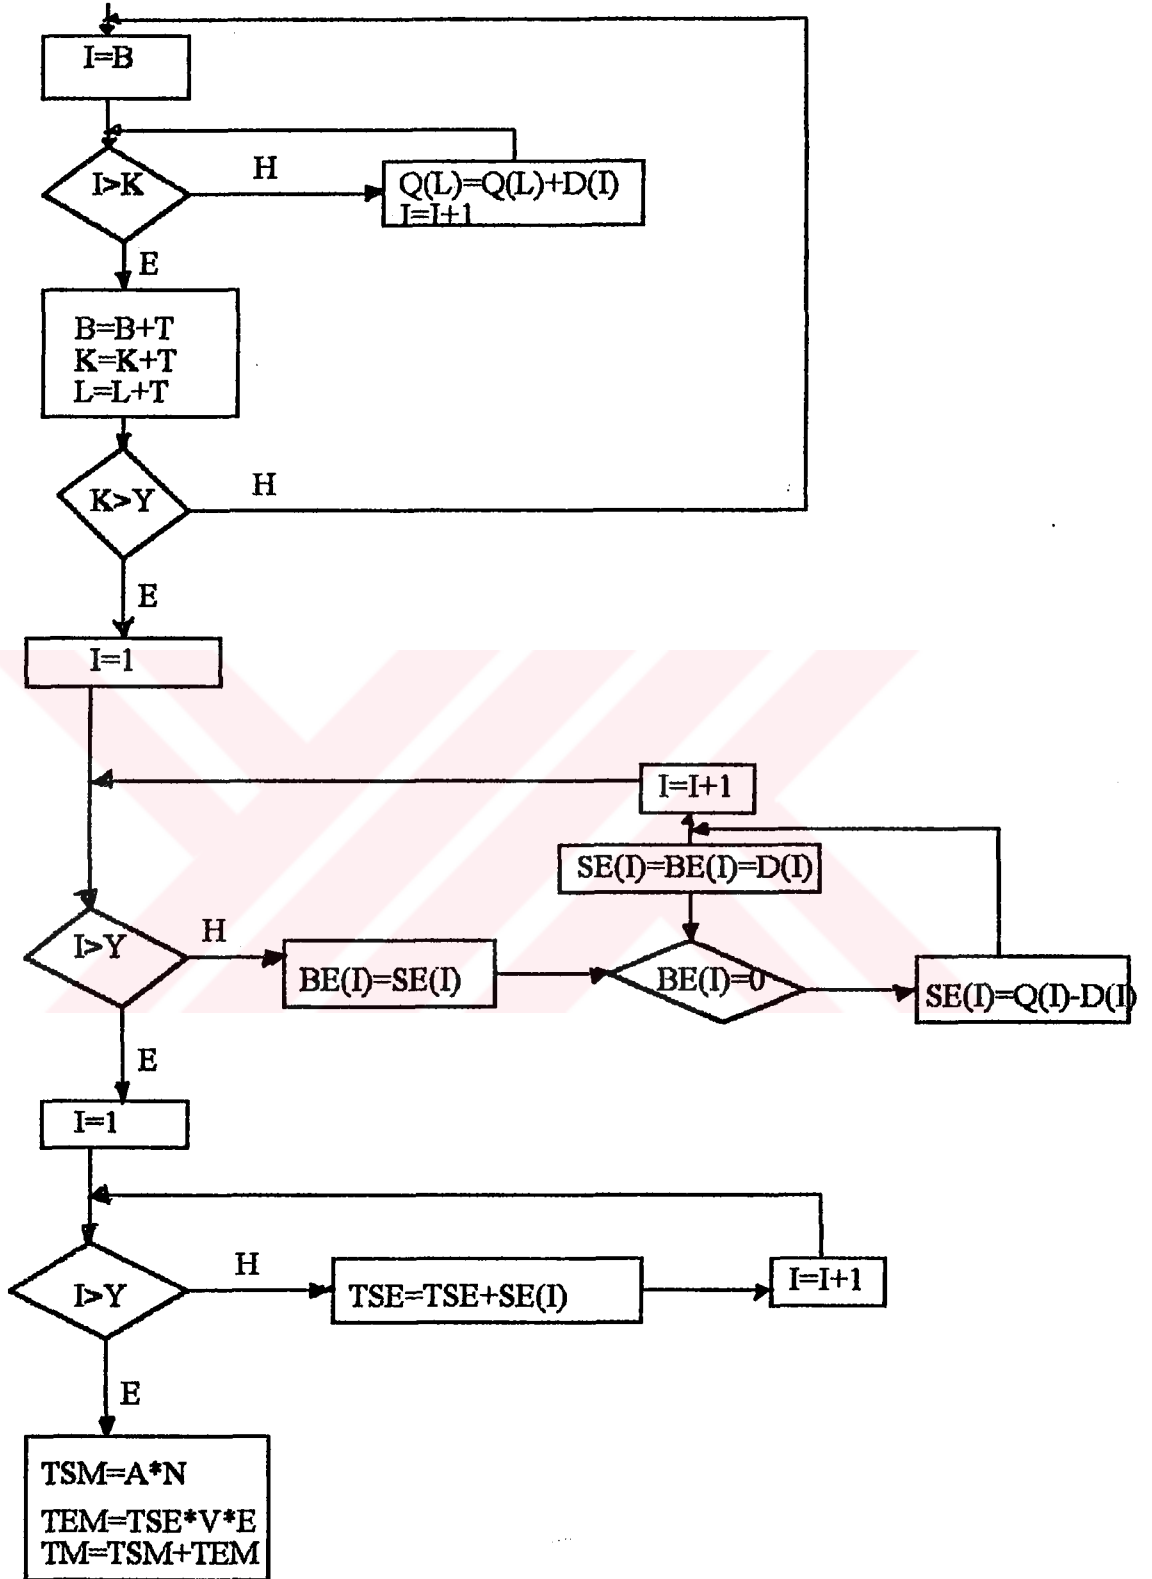 I=B
I>K
H
Q(L)=Q(L)+D(I)
I=I+1
E
B=B+T
K=K+T
L=L+T
K>Y
H
E
I=1
I=I+1
SE(I)=BE(I)=D(I)
I>Y
H
BE(I)=SE(I)
BE(I)=0
SE(I)=Q(I)-D(I)
E
I=1
I>Y
H
TSE=TSE+SE(I)
I=I+1
E
TSM=A*N
TEM=TSE*V*E
TM=TSM+TEM